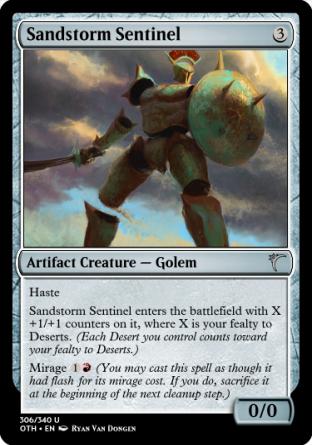 Sandstorm Sentinel 3
Artifact Creature — Golem
Haste
Sandstorm Sentinel enters the battlefield with X
+1/+1 counters on it, where X is your fealty to
Deserts. (Each Desert you control counts toward
your fealty to Deserts.)
Mirage 1 (You may cast this spell as though it
had flash for its mirage cost. If you do, sacrifice it
at the beginning of the next cleanup step.)
0/0
306/340 U
OTH • EN Ryan Van Dongen